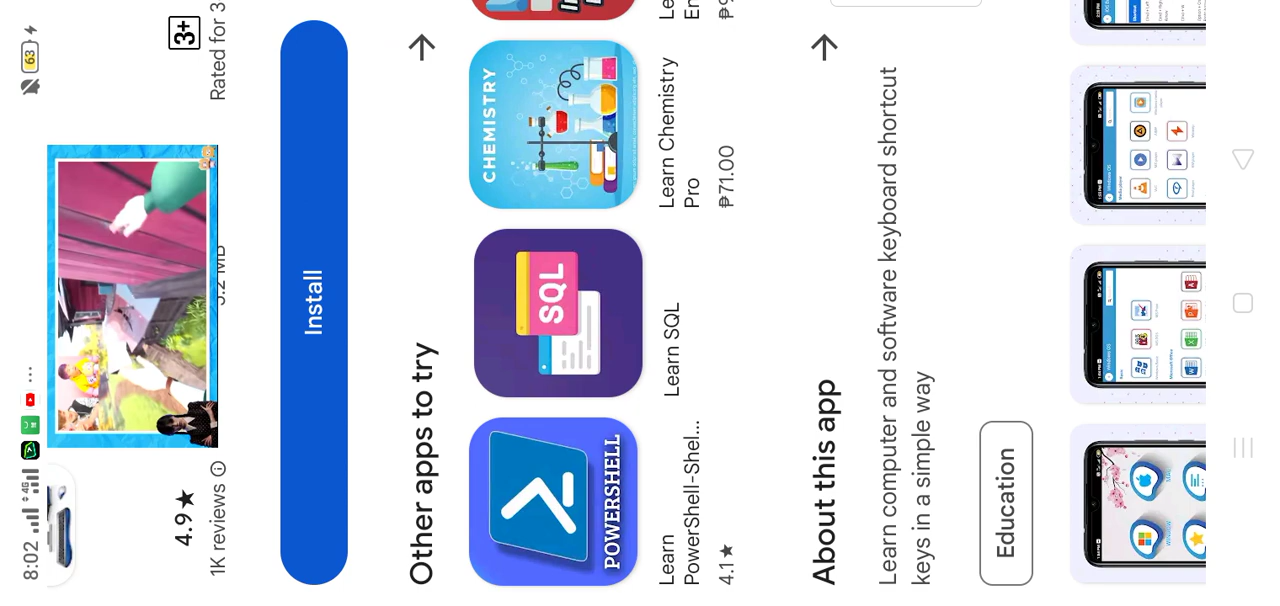 8:02
4G
63
4.9★
1K reviews
3+
Rated for 3
Install
Other apps to try
POWERSHELL
SQL
CHEMISTRY
Learn
PowerShell-Shel...
4.1★
Learn SQL
Learn Chemistry
Pro
₱71.00
About this app
Learn computer and software keyboard shortcut
keys in a simple way
Education